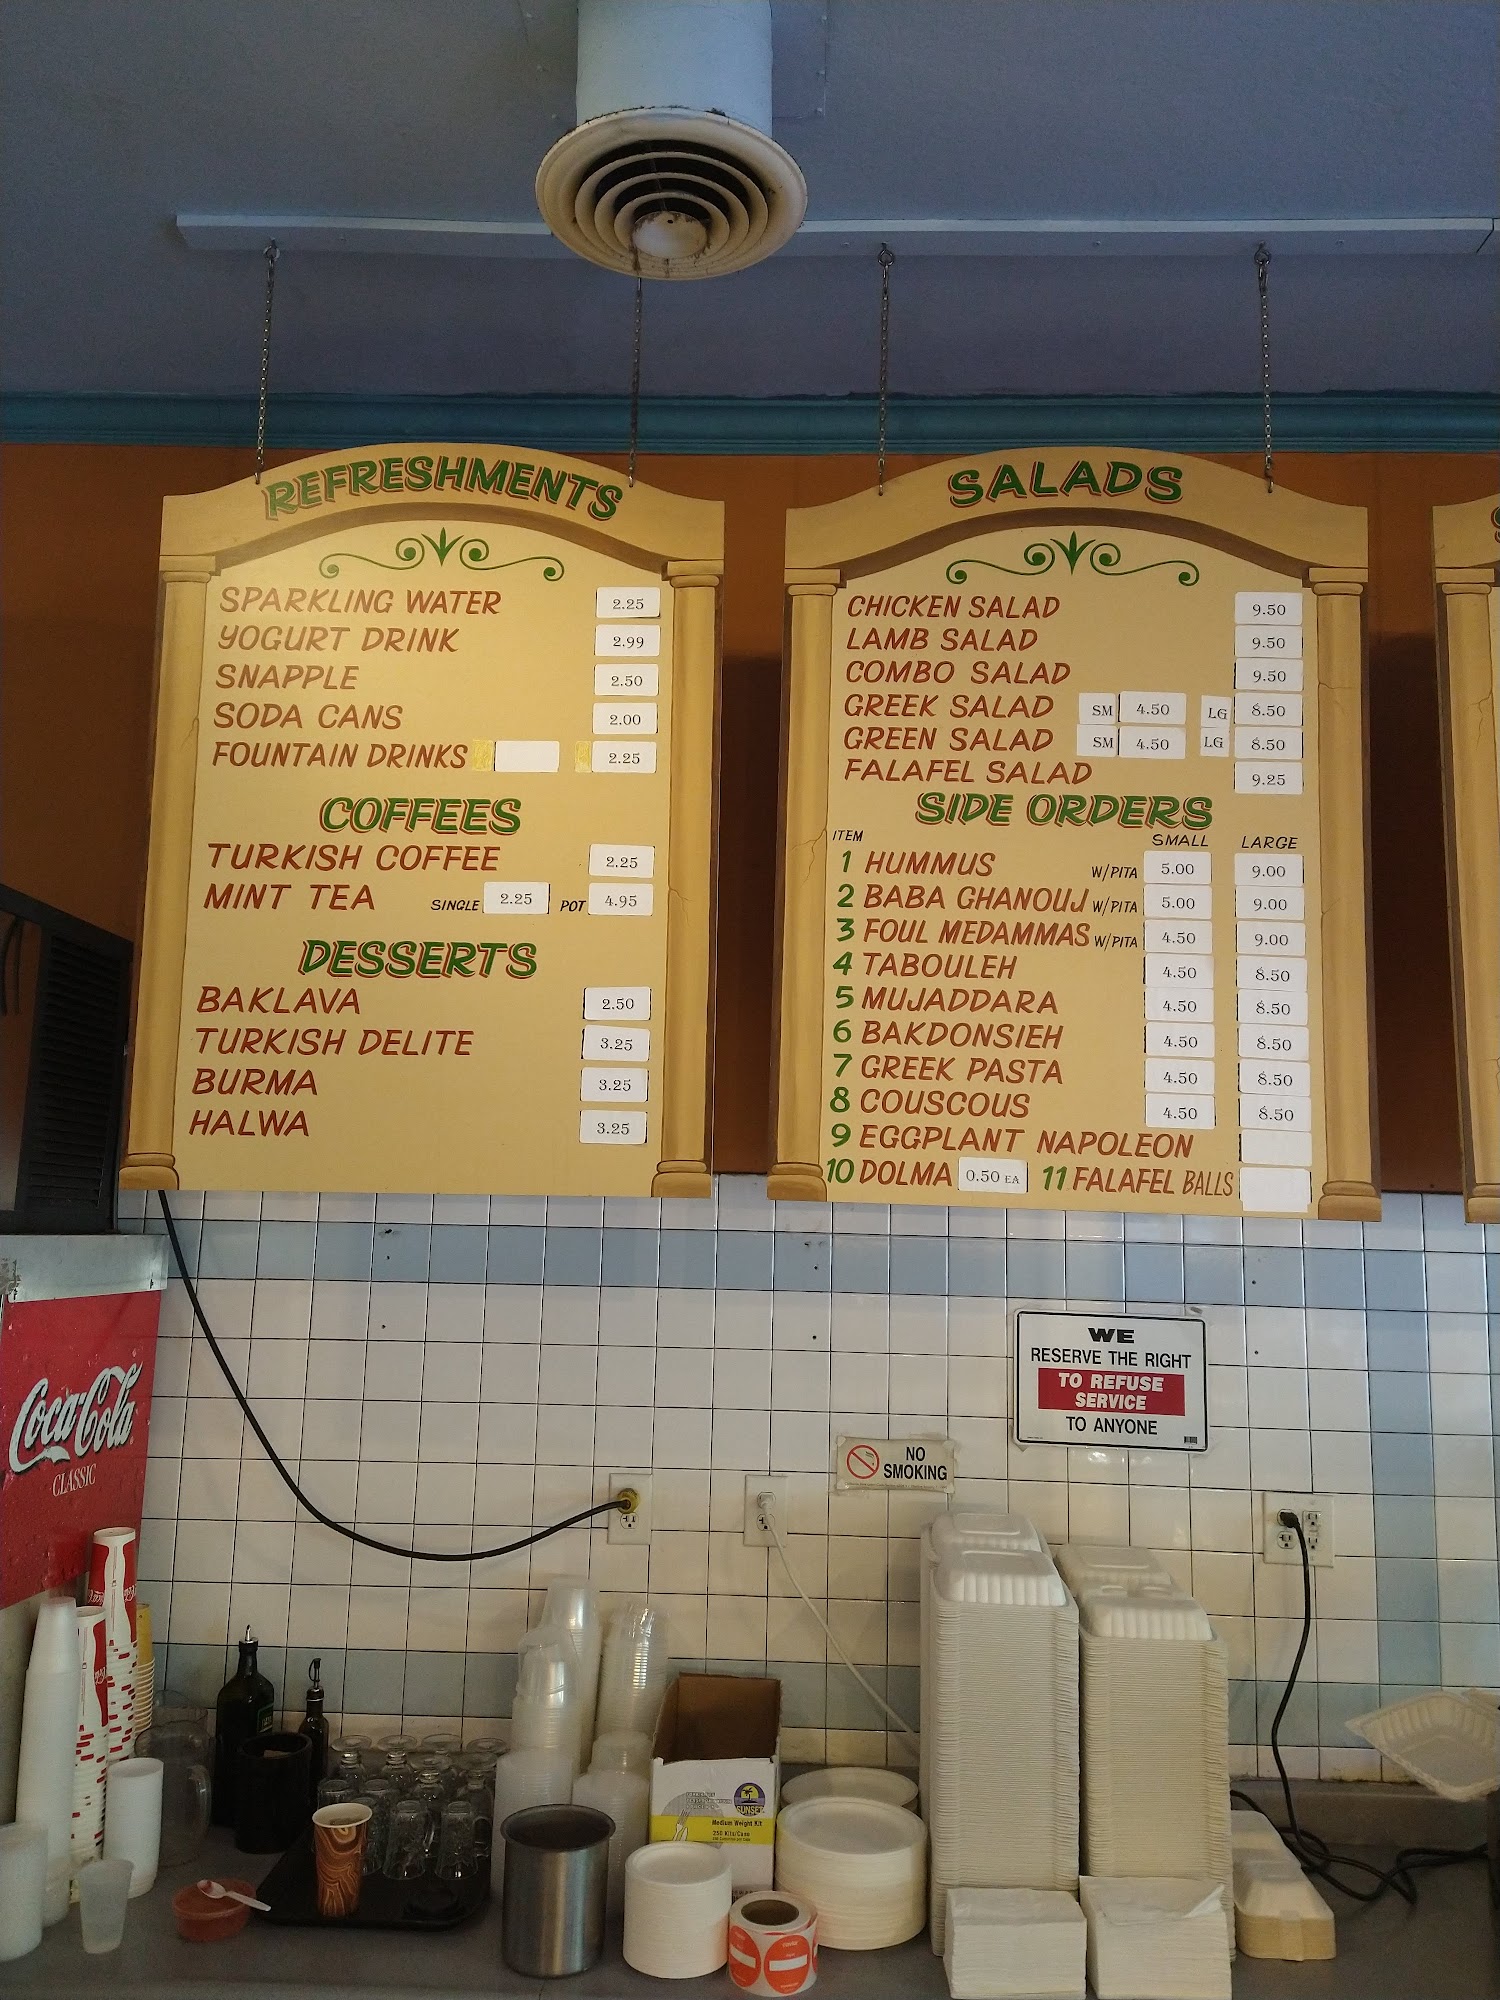 REFRESHMENTS
SPARKLING WATER 2.25
YOGURT DRINK 2.99
SNAPPLE 2.50
SODA CANS 2.00
FOUNTAIN DRINKS 2.25
COFFEES
TURKISH COFFEE 2.25
MINT TEA SINGLE 2.25 POT 4.95
DESSERTS
BAKLAVA 2.50
TURKISH DELITE 3.25
BURMA 3.25
HALWA 3.25
SALADS
CHICKEN SALAD 9.50
LAMB SALAD 9.50
COMBO SALAD 9.50
GREEK SALAD SM 4.50 LG 8.50
GREEN SALAD SM 4.50 LG 8.50
FALAFEL SALAD 9.25
SIDE ORDERS
ITEM SMALL LARGE
1 HUMMUS W/PITA 5.00 9.00
2 BABA GHANOUJ W/PITA 5.00 9.00
3 FOUL MEDAMMAS W/PITA 4.50 9.00
4 TABOULEH 4.50 8.50
5 MUJADDARA 4.50 8.50
6 BAKDONSIEH 4.50 8.50
7 GREEK PASTA 4.50 8.50
8 COUSCOUS 4.50 8.50
9 EGGPLANT NAPOLEON
10 DOLMA 0.50 EA 11 FALAFEL BALLS
Coca-Cola
CLASSIC
WE
RESERVE THE RIGHT
TO REFUSE
SERVICE
TO ANYONE
NO
SMOKING
SUNSET
Medium Weight Kit
250 Kits/Case